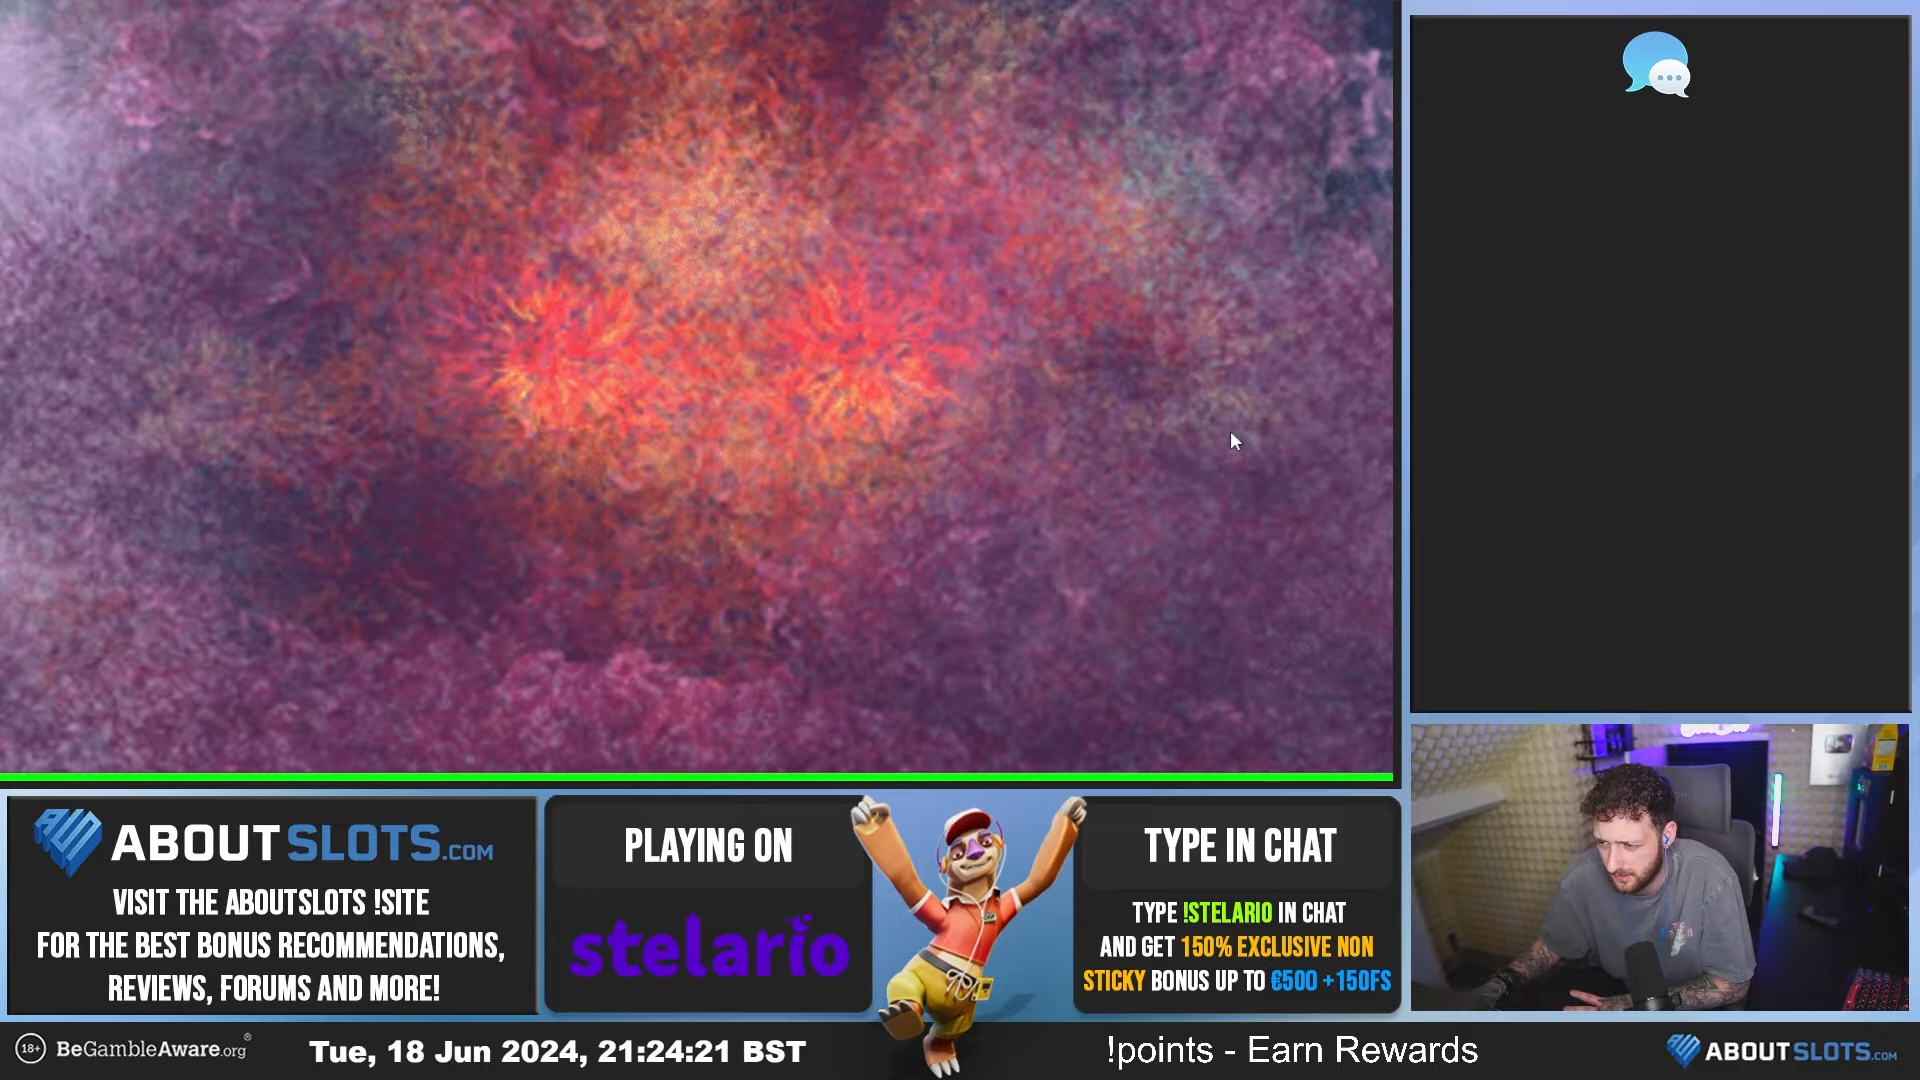 ABOUTSLOTS.COM
VISIT THE ABOUTSLOTS !SITE
FOR THE BEST BONUS RECOMMENDATIONS,
REVIEWS, FORUMS AND MORE!
PLAYING ON
stelario
TYPE IN CHAT
TYPE !STELARIO IN CHAT
AND GET 150% EXCLUSIVE NON
STICKY BONUS UP TO €500 +150FS
18+ BeGambleAware.org®
Tue, 18 Jun 2024, 21:24:21 BST
!points - Earn Rewards
ABOUTSLOTS.COM